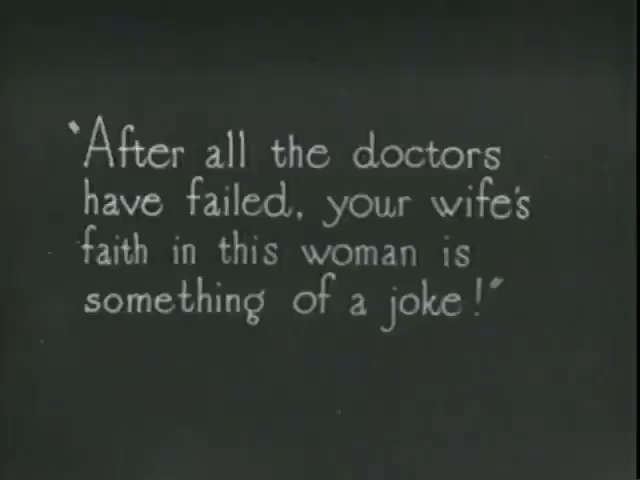 "After all the doctors
have failed, your wife's
faith in this woman is
something of a joke!"